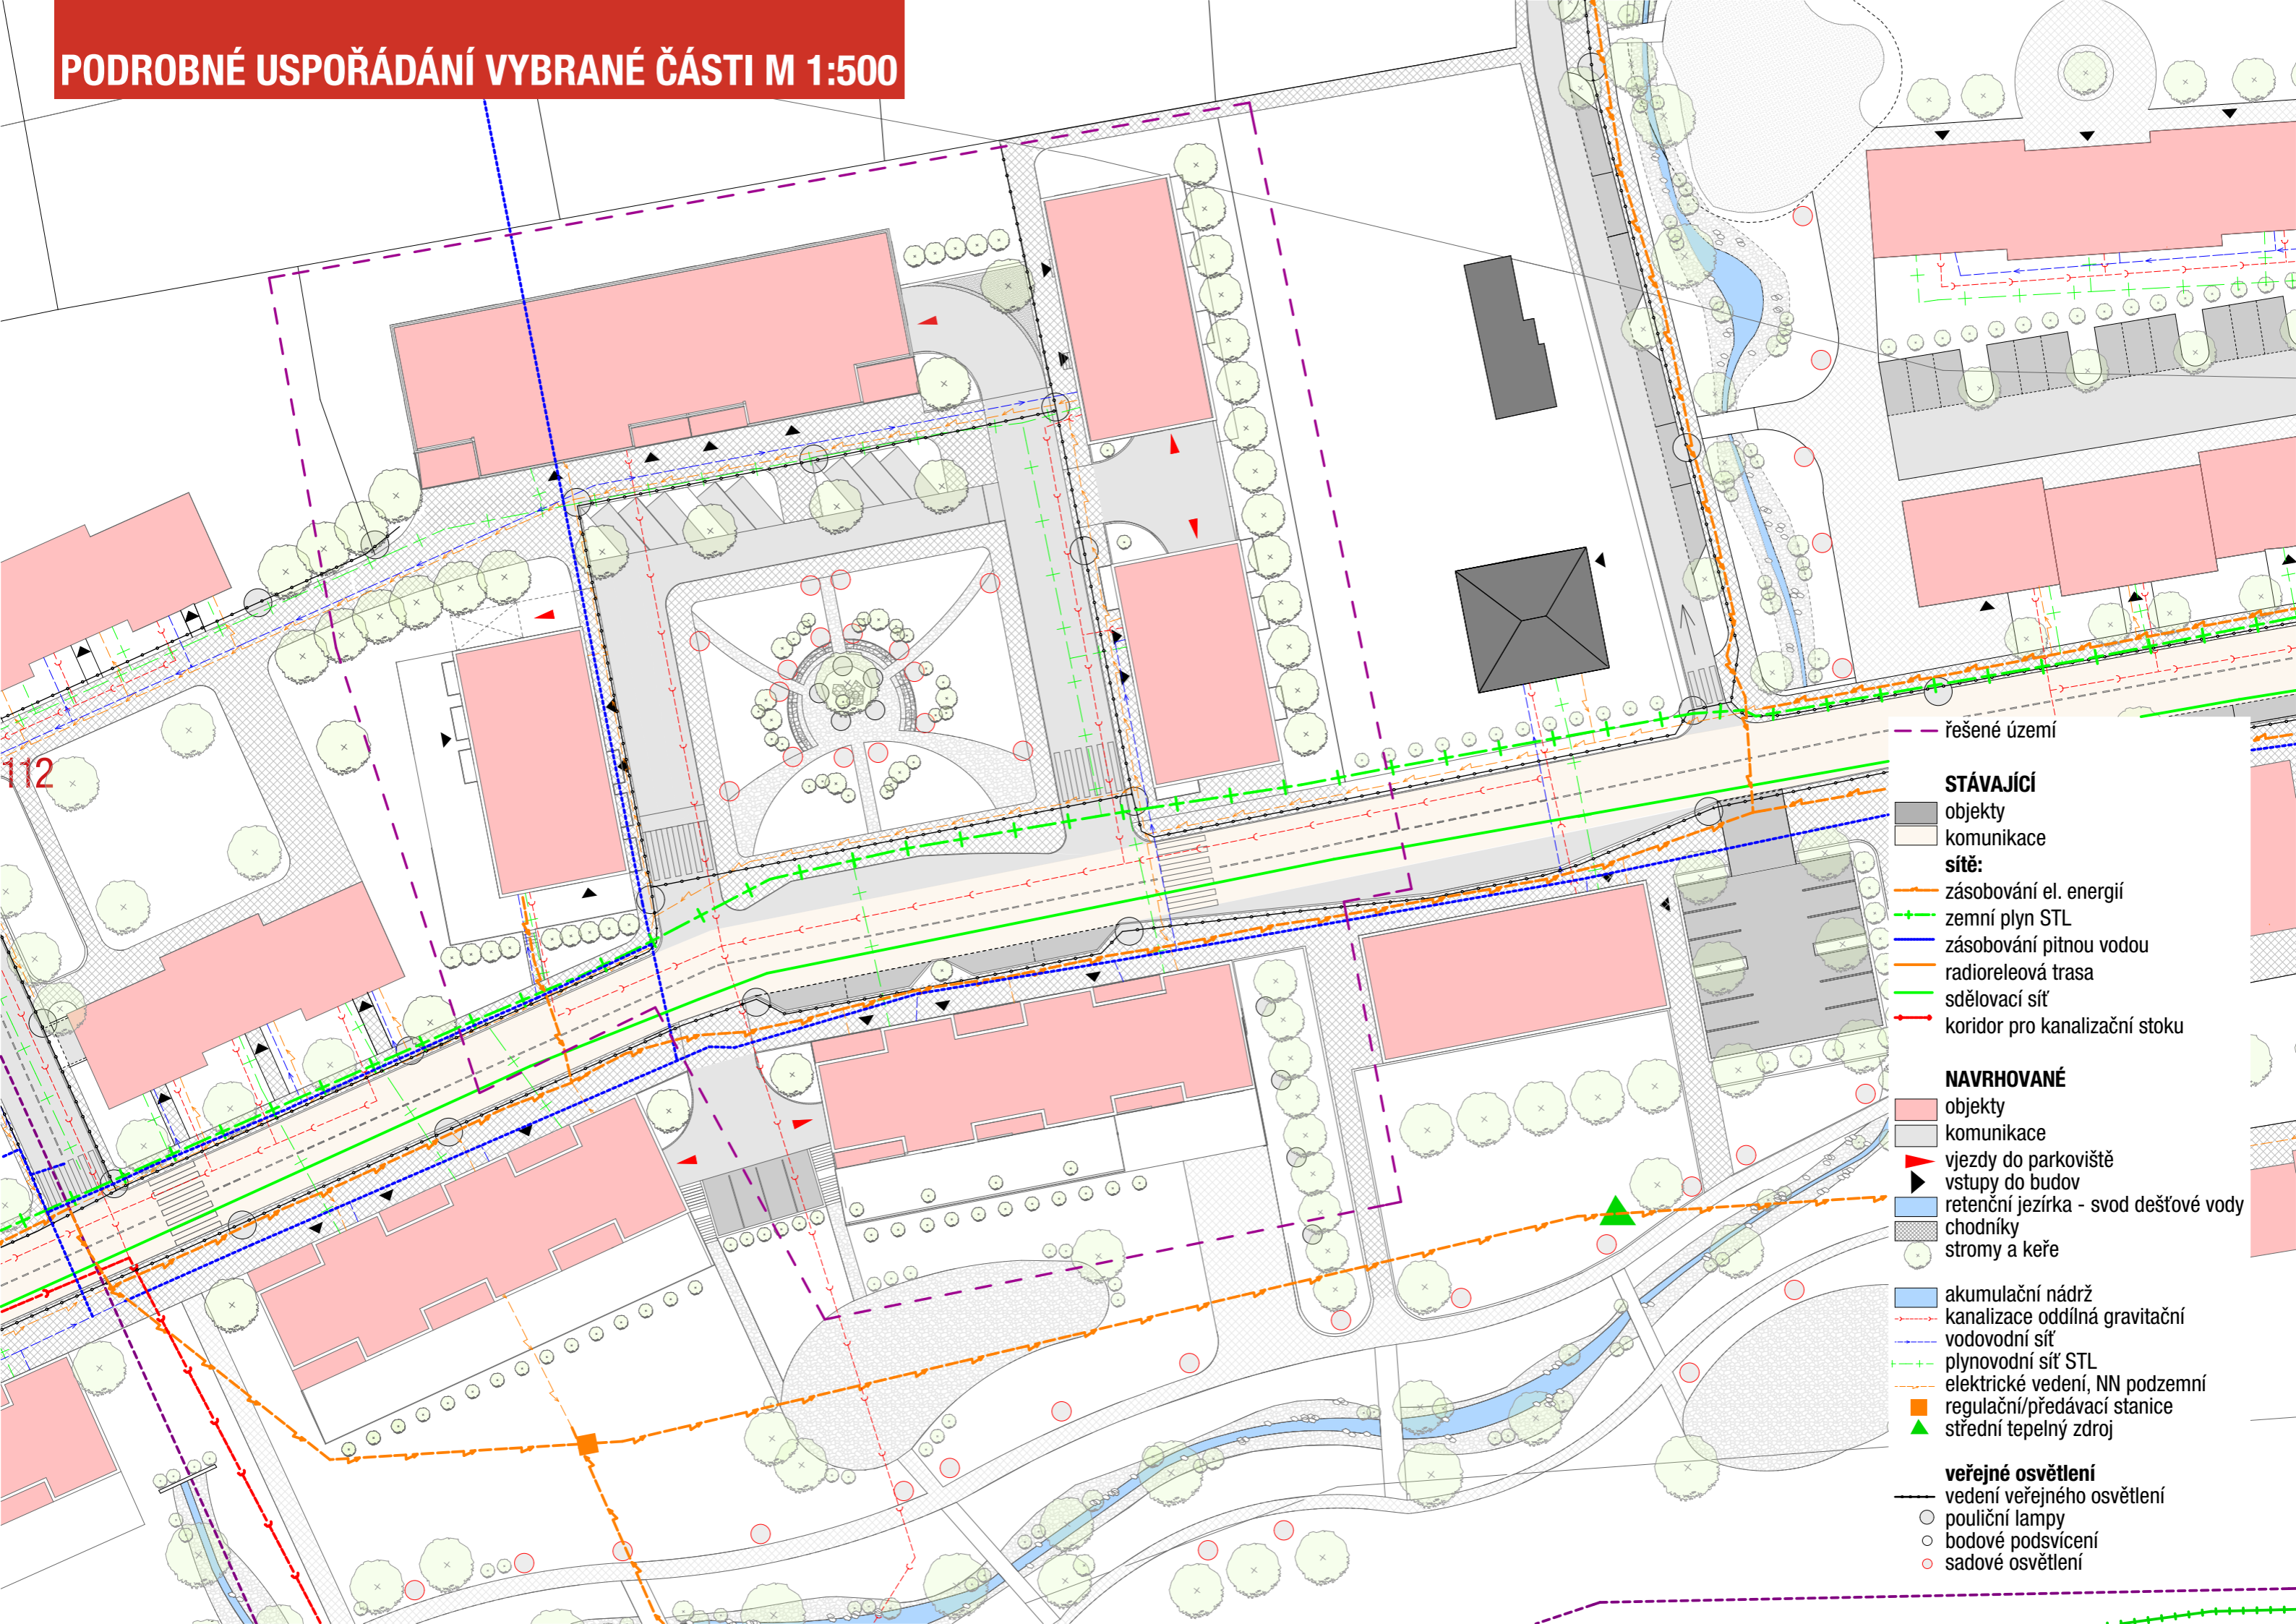 PODROBNÉ USPOŘÁDÁNÍ VYBRANÉ ČÁSTI M 1:500
112
řešené území
STÁVAJÍCÍ
objekty
komunikace
sítě:
zásobování el. energií
zemní plyn STL
zásobování pitnou vodou
radioreleová trasa
sdělovací síť
koridor pro kanalizační stoku
NAVRHOVANÉ
objekty
komunikace
vjezdy do parkoviště
vstupy do budov
retenční jezírka - svod dešťové vody
chodníky
stromy a keře
akumulační nádrž
kanalizace oddílná gravitační
vodovodní síť
plynovodní síť STL
elektrické vedení, NN podzemní
regulační/předávací stanice
střední tepelný zdroj
veřejné osvětlení
vedení veřejného osvětlení
pouliční lampy
bodové podsvícení
sadové osvětlení